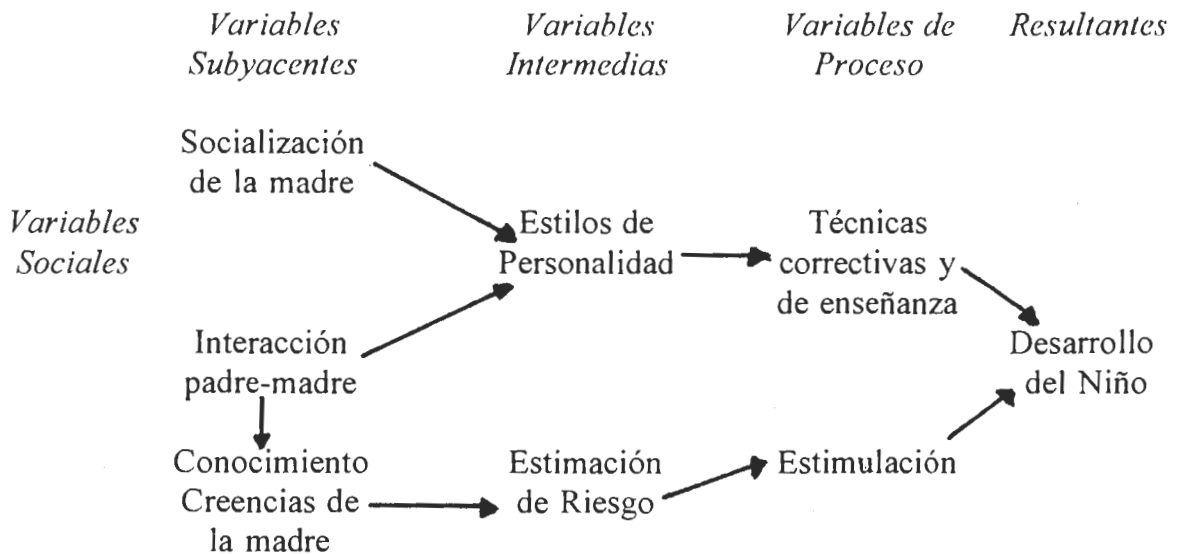 Variables
Subyacentes
Variables
Intermedias
Variables de
Proceso
Resultantes
Socialización
de la madre
Variables
Sociales
Estilos de
Personalidad
Técnicas
correctivas y
de enseñanza
Interacción
padre-madre
Desarrollo
del Niño
Conocimiento
Creencias de
la madre
Estimación
de Riesgo
Estimulación